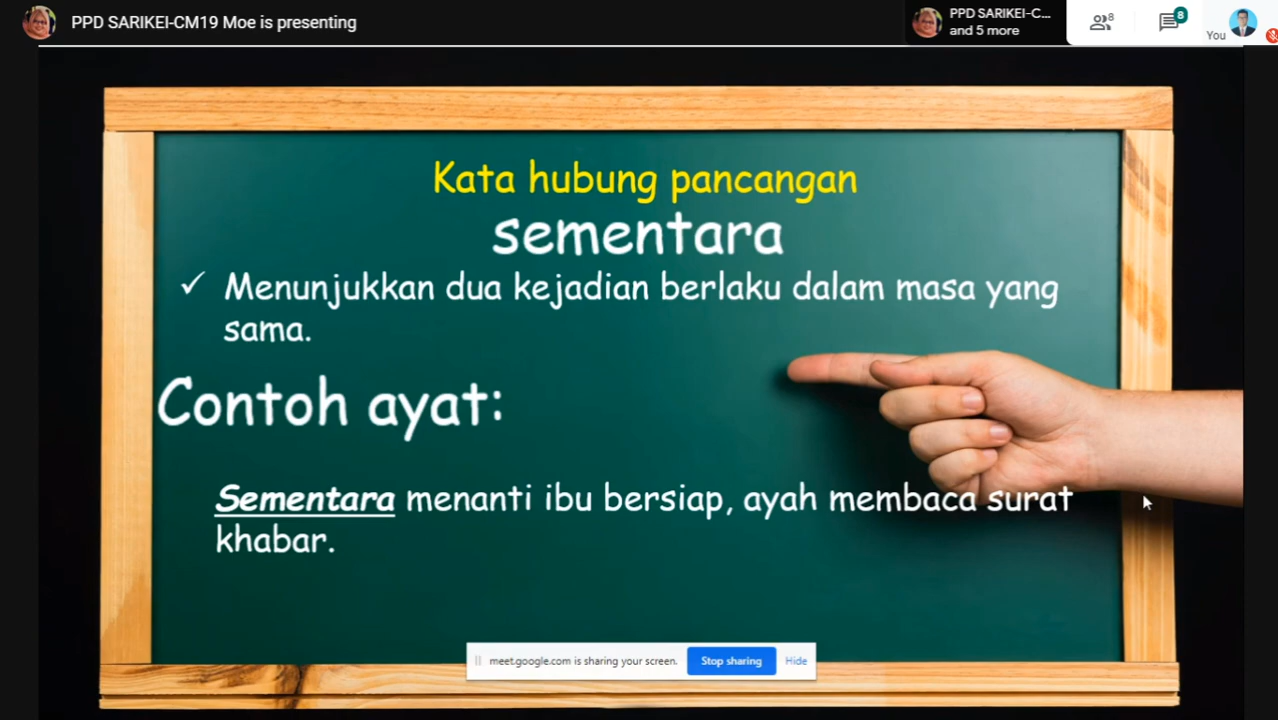 PPD SARIKEI-CM19 Moe is presenting
PPD SARIKEI-C...
and 5 more
8
8
You
Kata hubung pancangan
sementara
✓ Menunjukkan dua kejadian berlaku dalam masa yang
sama.
Contoh ayat:
Sementara menanti ibu bersiap, ayah membaca surat
khabar.
meet.google.com is sharing your screen.
Stop sharing
Hide